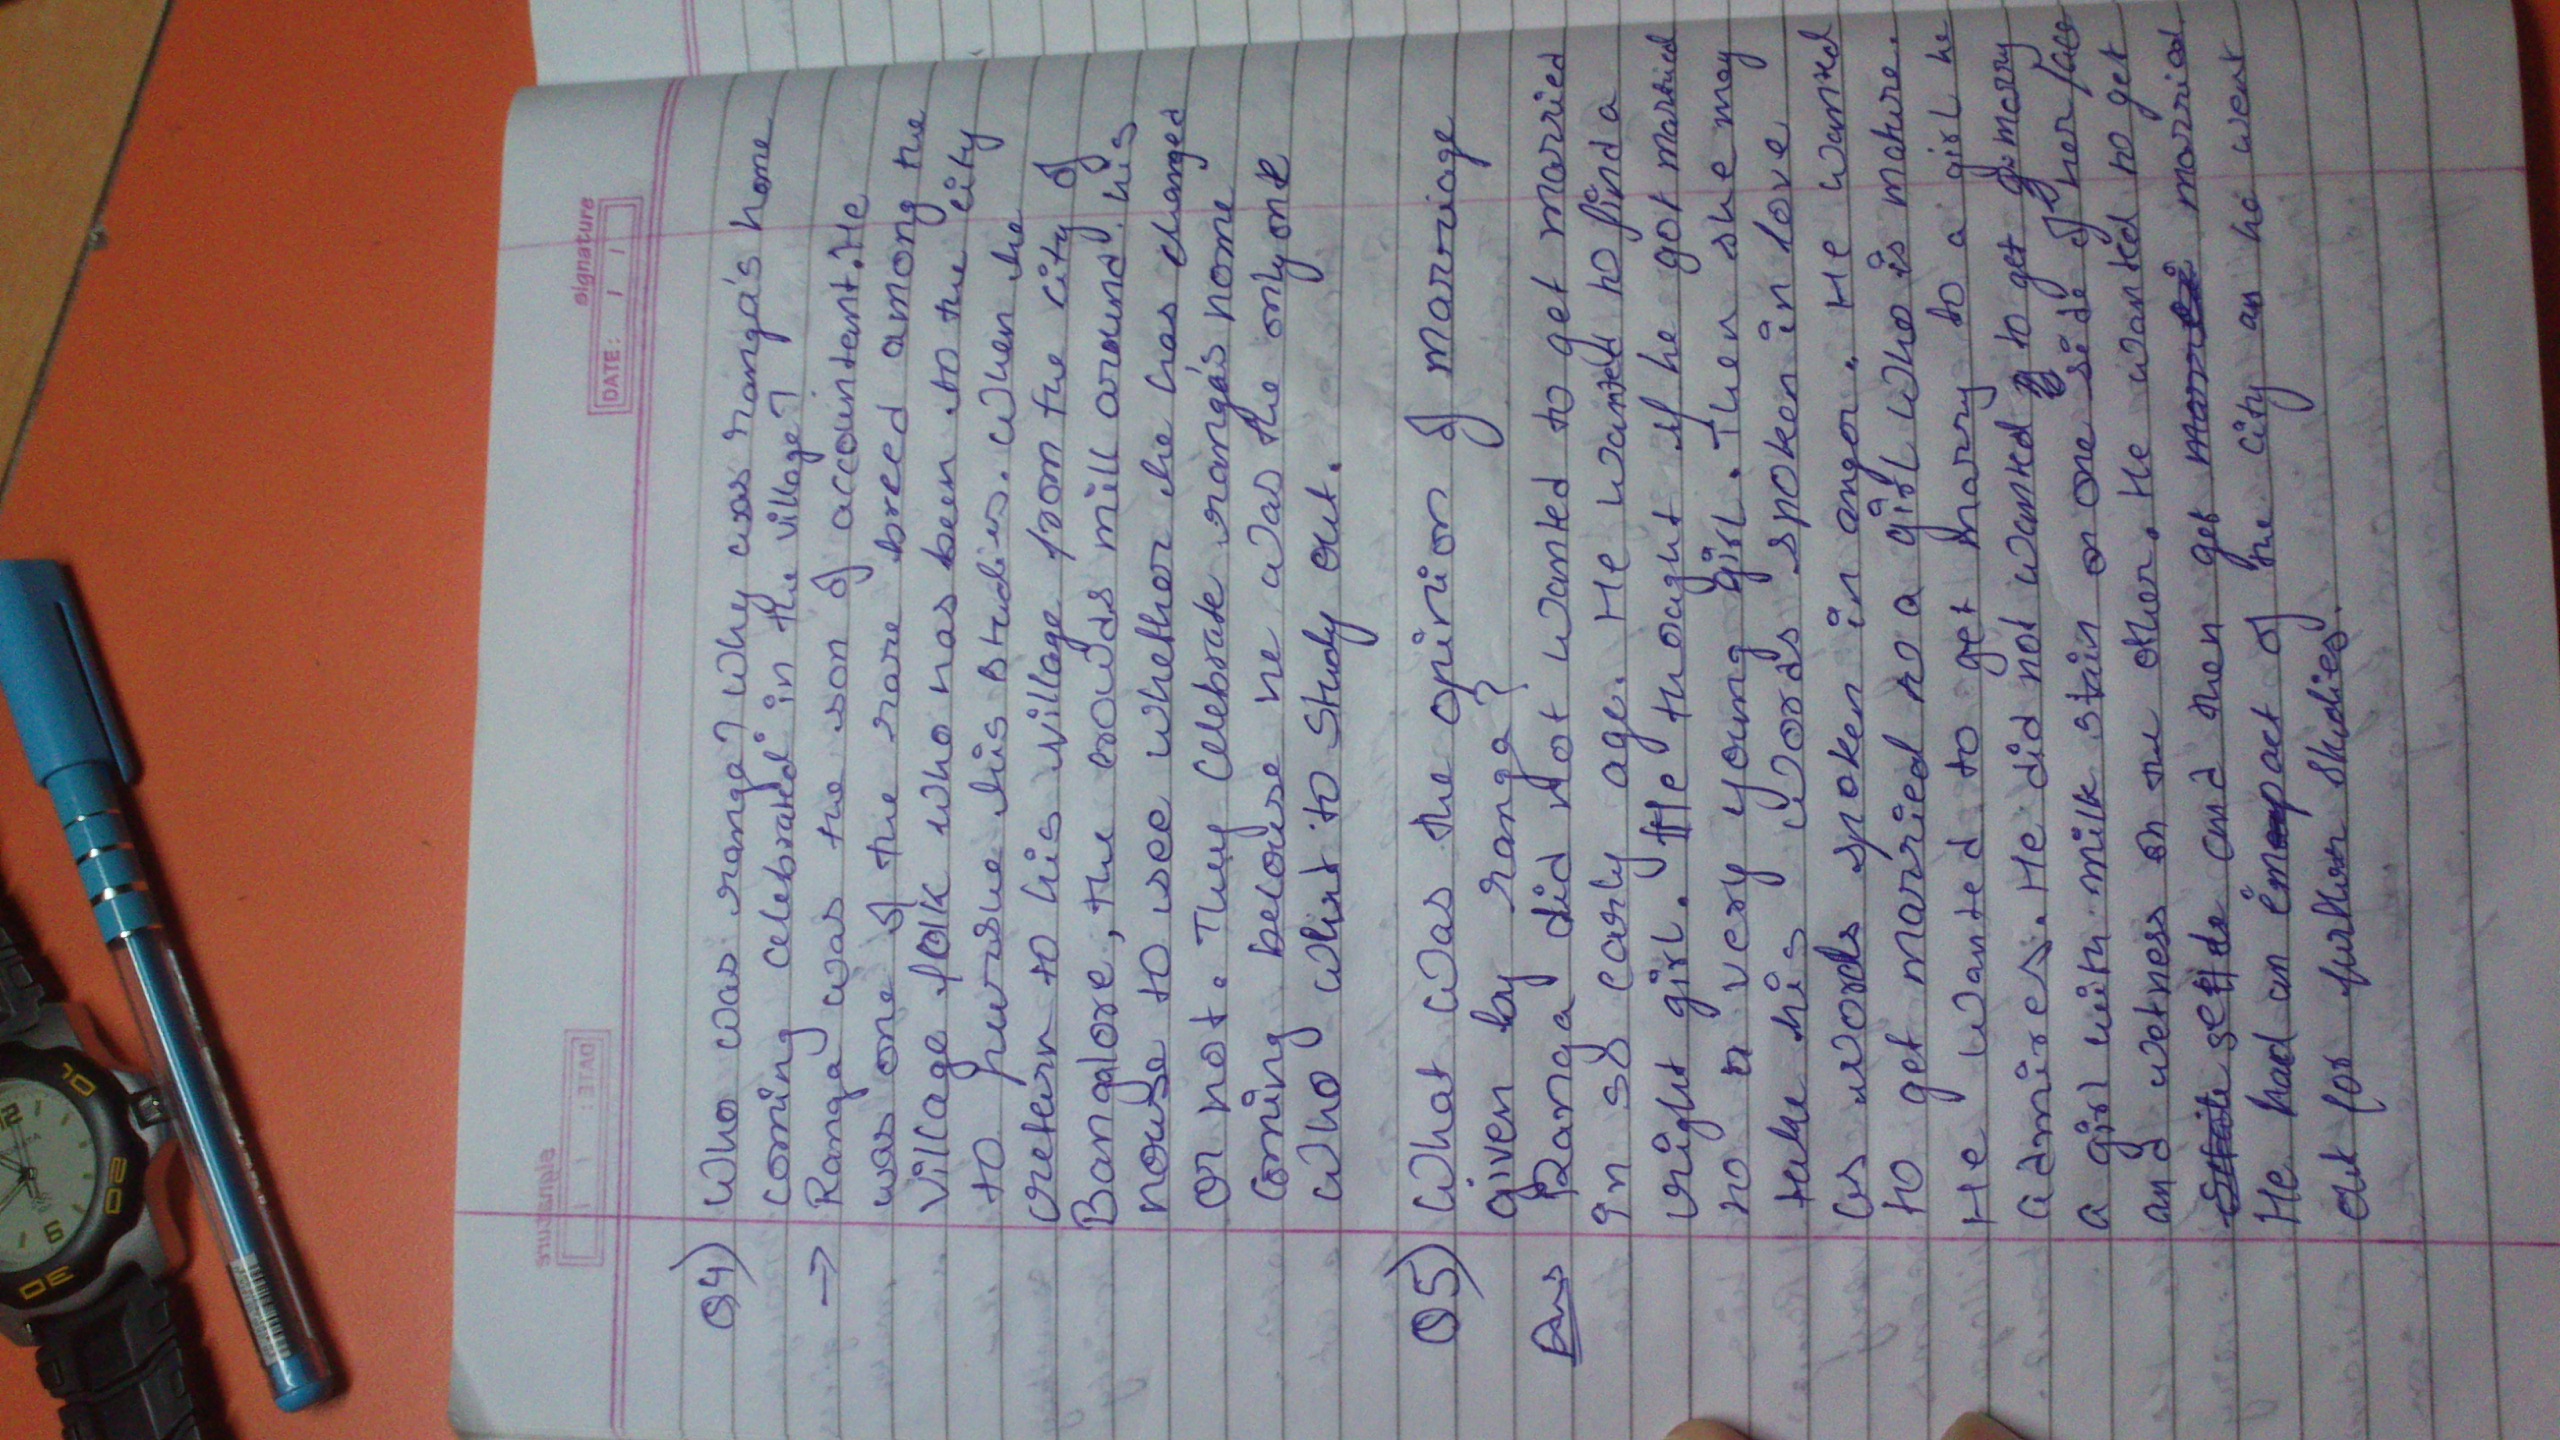 signature
DATE: / /
Q4) Who was ranga? Why was ranga's home
coming celebrated in the village?
→ Ranga was the son of accountant. He
was one of the rare breed among the
village folk who has been to the city
to purshue his studies. When he
return to his village from the city of
Bangalore, the crowds mill around his
house to see whether he has changed
or not. They celebrate ranga's home
coming becouse he was the only one
who whent to study out.
Q5) What was the opinion of marriage
given by ranga?
Ans Ranga did not wanted to get married
in so early age. He wanted to find a
right girl. He thought if he got married
to a very young girl. Then she may
take his words spoken in love
as words spoken in anger. He wanted
to get married to a girl who is mature.
He wanted to get marry to a girl he
admires. He did not wanted to get marry
a girl with milk stain on one side of her face
and wetness on the other. He wanted to get
settle and then get married.
He had an impact of the city as he went
out for further studies.